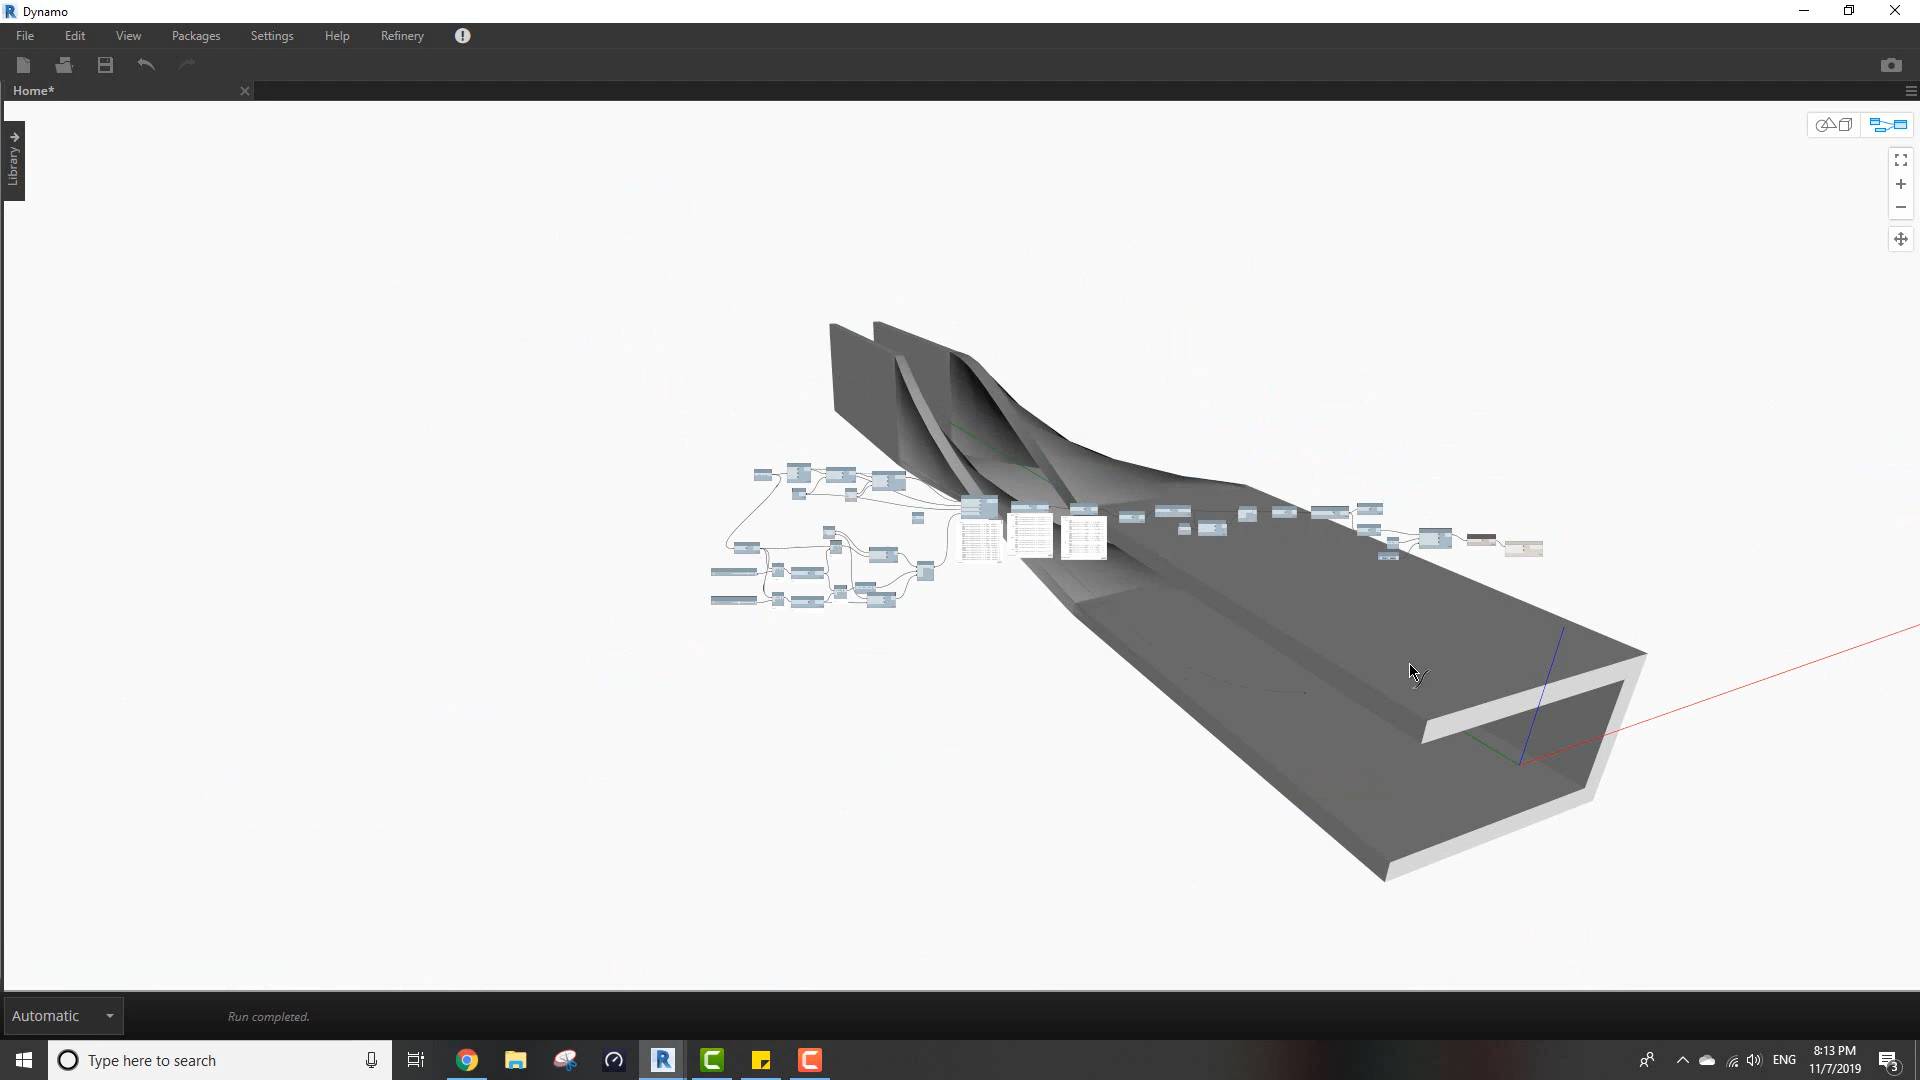 Dynamo
File Edit View Packages Settings Help Refinery
Home*
Library
Automatic
Run completed.
Type here to search
ENG
8:13 PM
11/7/2019
3